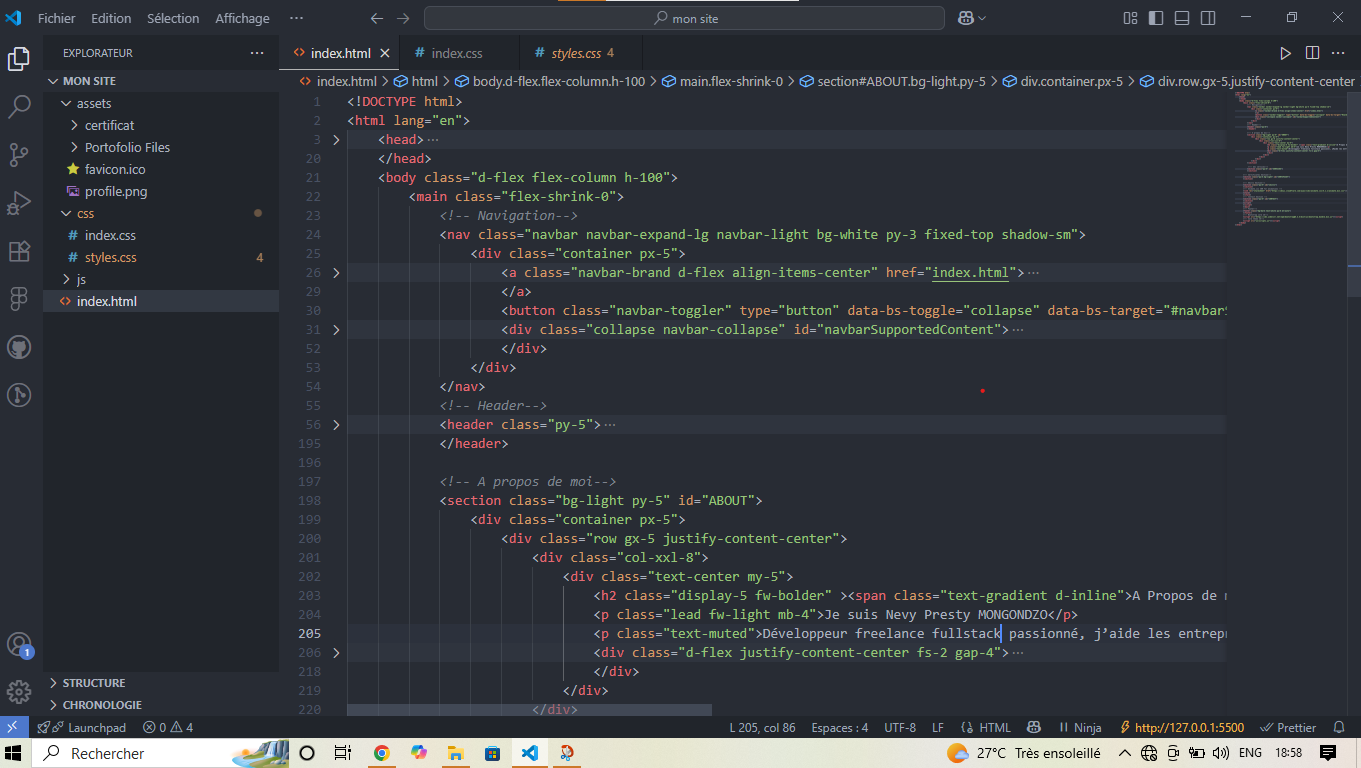 Fichier Edition Sélection Affichage ··· mon site
EXPLORATEUR ··· index.html index.css styles.css 4
MON SITE
assets
certificat
Portofolio Files
favicon.ico
profile.png
css
index.css
styles.css 4
js
index.html
STRUCTURE
CHRONOLOGIE
index.html > html > body.d-flex.flex-column.h-100 > main.flex-shrink-0 > section#ABOUT.bg-light.py-5 > div.container.px-5 > div.row.gx-5.justify-content-center
1 <!DOCTYPE html>
2 <html lang="en">
3 <head>···
20 </head>
21 <body class="d-flex flex-column h-100">
22 <main class="flex-shrink-0">
23 <!-- Navigation-->
24 <nav class="navbar navbar-expand-lg navbar-light bg-white py-3 fixed-top shadow-sm">
25 <div class="container px-5">
26 <a class="navbar-brand d-flex align-items-center" href="index.html">···
29 </a>
30 <button class="navbar-toggler" type="button" data-bs-toggle="collapse" data-bs-target="#navbarS
31 <div class="collapse navbar-collapse" id="navbarSupportedContent">···
52 </div>
53 </div>
54 </nav>
55 <!-- Header-->
56 <header class="py-5">···
195 </header>
196
197 <!-- A propos de moi-->
198 <section class="bg-light py-5" id="ABOUT">
199 <div class="container px-5">
200 <div class="row gx-5 justify-content-center">
201 <div class="col-xxl-8">
202 <div class="text-center my-5">
203 <h2 class="display-5 fw-bolder" ><span class="text-gradient d-inline">A Propos de
204 <p class="lead fw-light mb-4">Je suis Nevy Presty MONGONDZO</p>
205 <p class="text-muted">Développeur freelance fullstack passionné, j’aide les entrepr
206 <div class="d-flex justify-content-center fs-2 gap-4">···
218 </div>
219 </div>
220 </div>
1
Launchpad 0 4 L 205, col 86 Espaces : 4 UTF-8 LF HTML Ninja http://127.0.0.1:5500 Prettier
Rechercher 27°C Très ensoleillé ENG 18:58